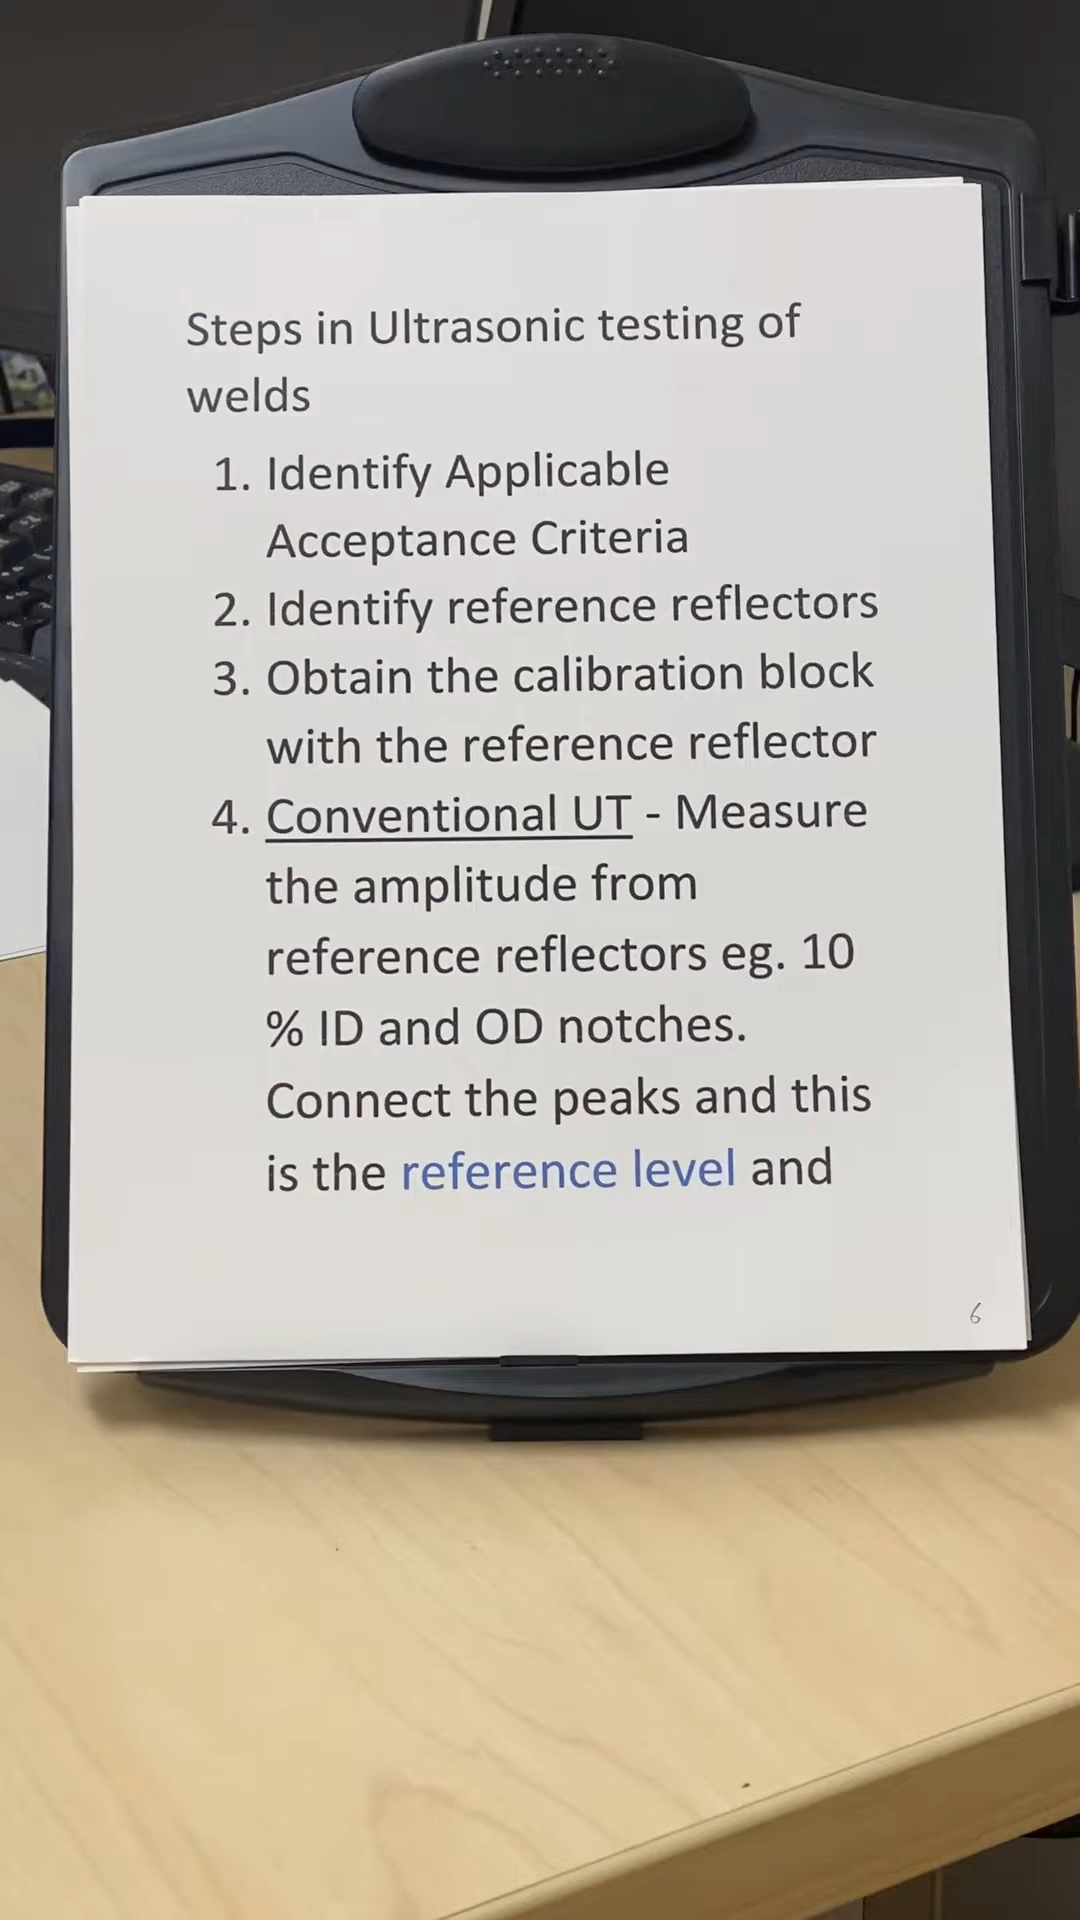 Steps in Ultrasonic testing of
welds
1. Identify Applicable
Acceptance Criteria
2. Identify reference reflectors
3. Obtain the calibration block
with the reference reflector
4. Conventional UT - Measure
the amplitude from
reference reflectors eg. 10
% ID and OD notches.
Connect the peaks and this
is the reference level and
6